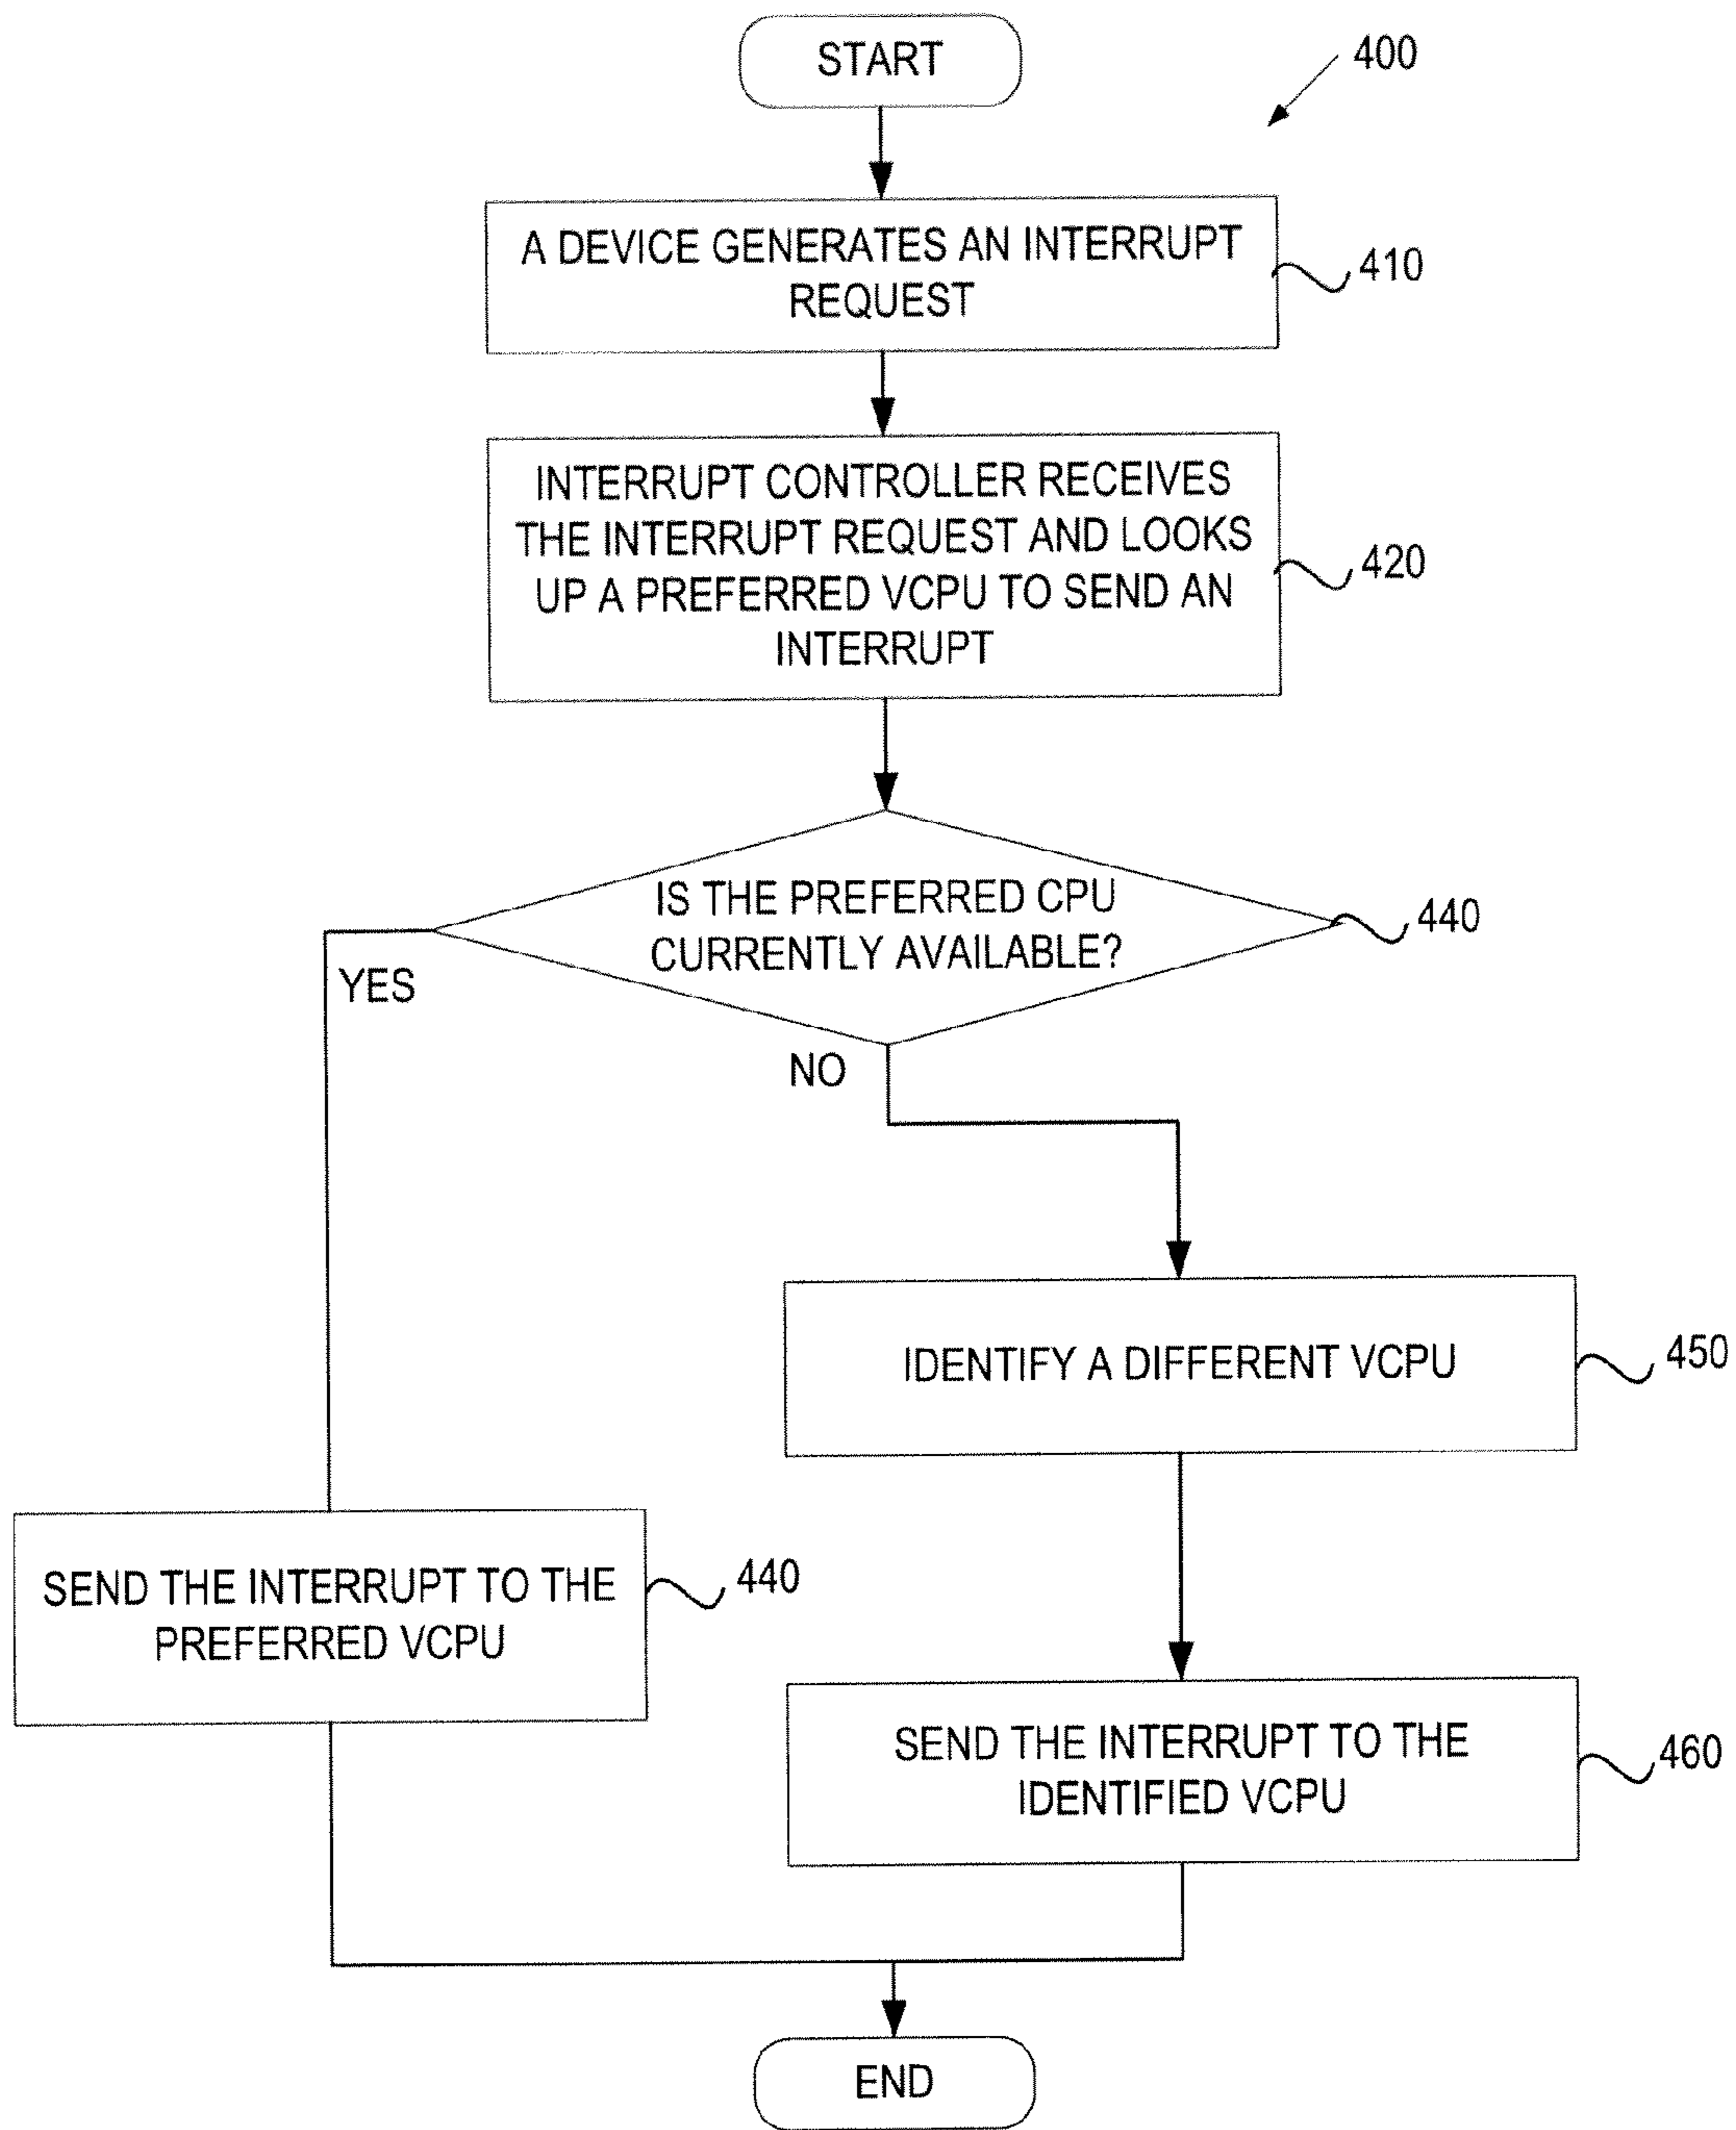 START
400
A DEVICE GENERATES AN INTERRUPT
REQUEST
410
INTERRUPT CONTROLLER RECEIVES
THE INTERRUPT REQUEST AND LOOKS
UP A PREFERRED VCPU TO SEND AN
INTERRUPT
420
IS THE PREFERRED CPU
CURRENTLY AVAILABLE?
440
YES
NO
IDENTIFY A DIFFERENT VCPU
450
SEND THE INTERRUPT TO THE
PREFERRED VCPU
440
SEND THE INTERRUPT TO THE
IDENTIFIED VCPU
460
END